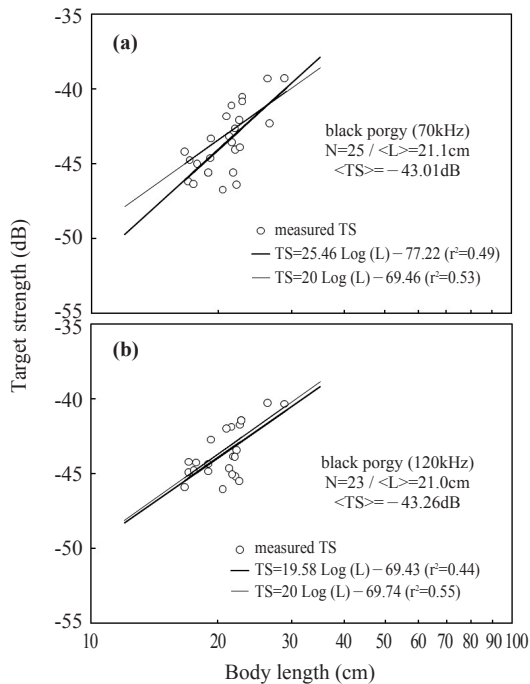 (a)
-35
-40
-45
-50
-55
black porgy (70kHz)
N=25 / <L>=21.1cm
<TS>=−43.01dB
measured TS
TS=25.46 Log (L)−77.22 (r²=0.49)
TS=20 Log (L)−69.46 (r²=0.53)
Target strength (dB)
(b)
-35
-40
-45
-50
-55
black porgy (120kHz)
N=23 / <L>=21.0cm
<TS>=−43.26dB
measured TS
TS=19.58 Log (L)−69.43 (r²=0.44)
TS=20 Log (L)−69.74 (r²=0.55)
10 20 30 40 50 60 70 80 90 100
Body length (cm)